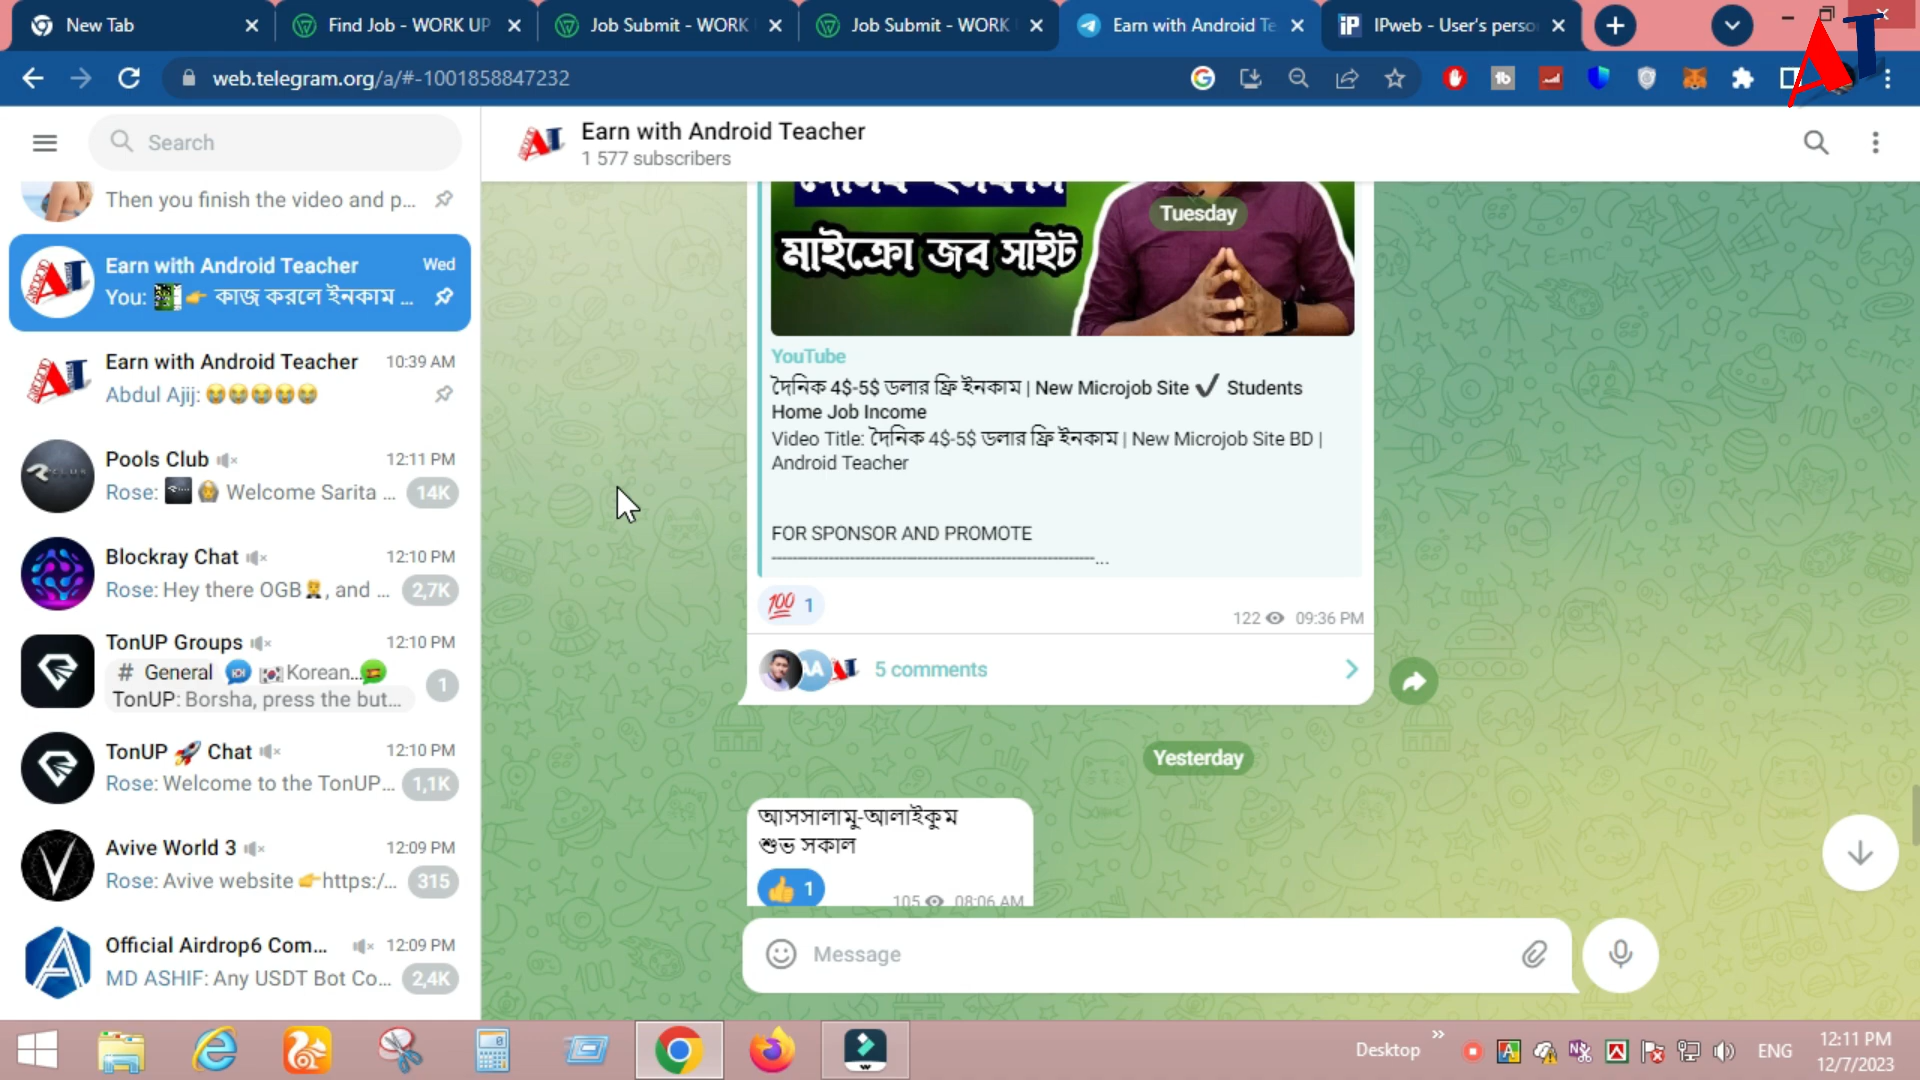 New Tab
Find Job - WORK UP
Job Submit - WORK
Job Submit - WORK
Earn with Android Te
iP
IPweb - User's perso
AT
web.telegram.org/a/#-1001858847232
Search
Earn with Android Teacher
1 577 subscribers
Then you finish the video and p...
Earn with Android Teacher
Wed
You: 👉 কাজ করলে ইনকাম ...
Earn with Android Teacher
10:39 AM
Abdul Ajij: 😭😭😭😭😭
Pools Club
12:11 PM
Rose: Welcome Sarita ...
14K
Blockray Chat
12:10 PM
Rose: Hey there OGB, and ...
2,7K
TonUP Groups
12:10 PM
# General Korean...
TonUP: Borsha, press the but...
1
TonUP 🚀 Chat
12:10 PM
Rose: Welcome to the TonUP...
1,1K
Avive World 3
12:09 PM
Rose: Avive website 👉https:/...
315
Official Airdrop6 Com...
12:09 PM
MD ASHIF: Any USDT Bot Co...
2,4K
Tuesday
মাইক্রো জব সাইট
YouTube
দৈনিক 4$-5$ ডলার ফ্রি ইনকাম | New Microjob Site ✔ Students
Home Job Income
Video Title: দৈনিক 4$-5$ ডলার ফ্রি ইনকাম | New Microjob Site BD |
Android Teacher
FOR SPONSOR AND PROMOTE
----------------------------------------------------------...
💯 1
122 09:36 PM
AA
5 comments
Yesterday
আসসালামু-আলাইকুম
শুভ সকাল
👍 1
105 08:06 AM
Message
Desktop
ENG
12:11 PM
12/7/2023